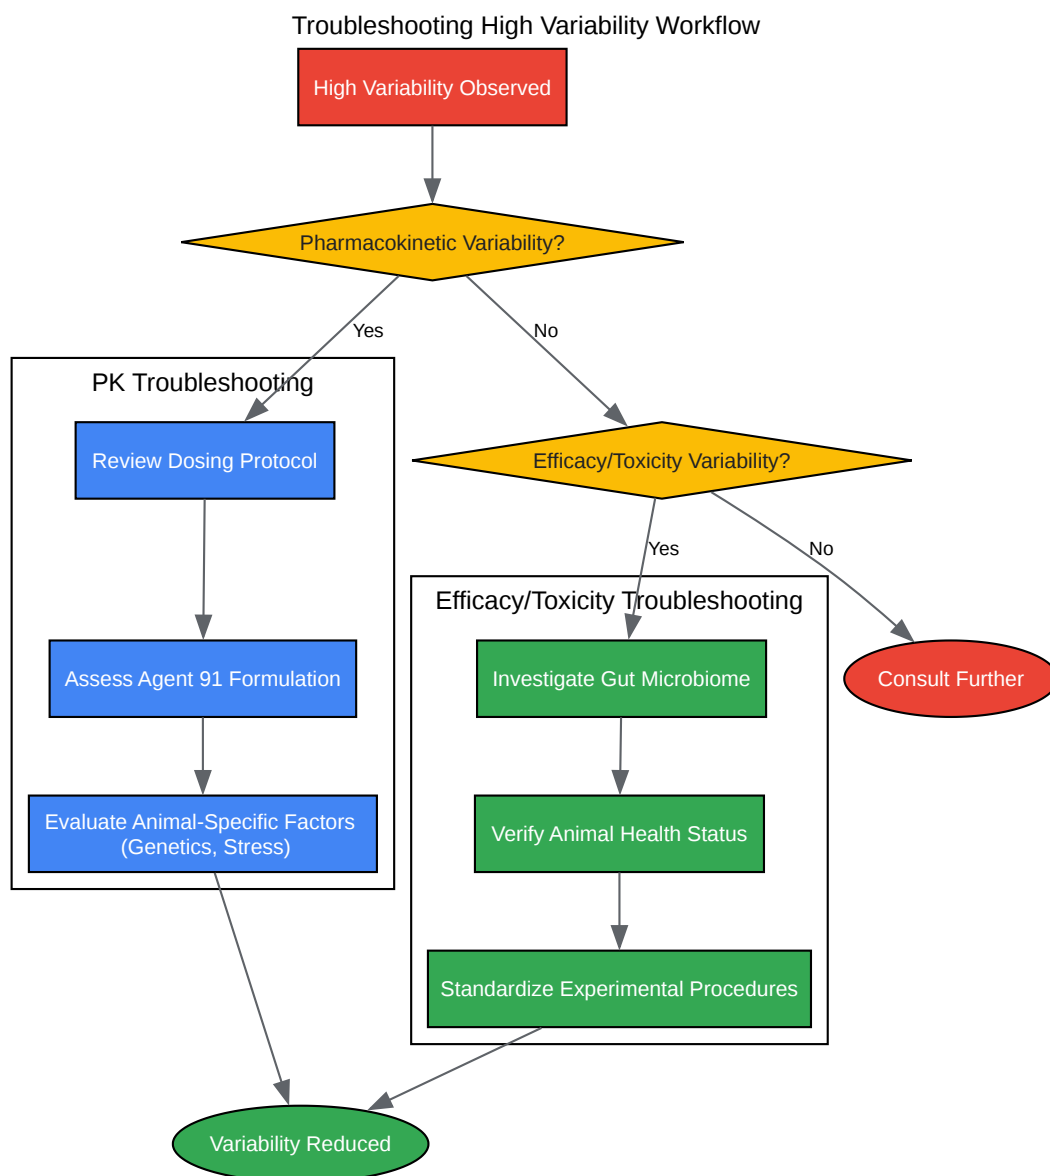 Troubleshooting High Variability Workflow
High Variability Observed
Pharmacokinetic Variability?
Yes
No
PK Troubleshooting
Review Dosing Protocol
Efficacy/Toxicity Variability?
Yes
No
Efficacy/Toxicity Troubleshooting
Assess Agent 91 Formulation
Investigate Gut Microbiome
Consult Further
Evaluate Animal-Specific Factors
(Genetics, Stress)
Verify Animal Health Status
Standardize Experimental Procedures
Variability Reduced